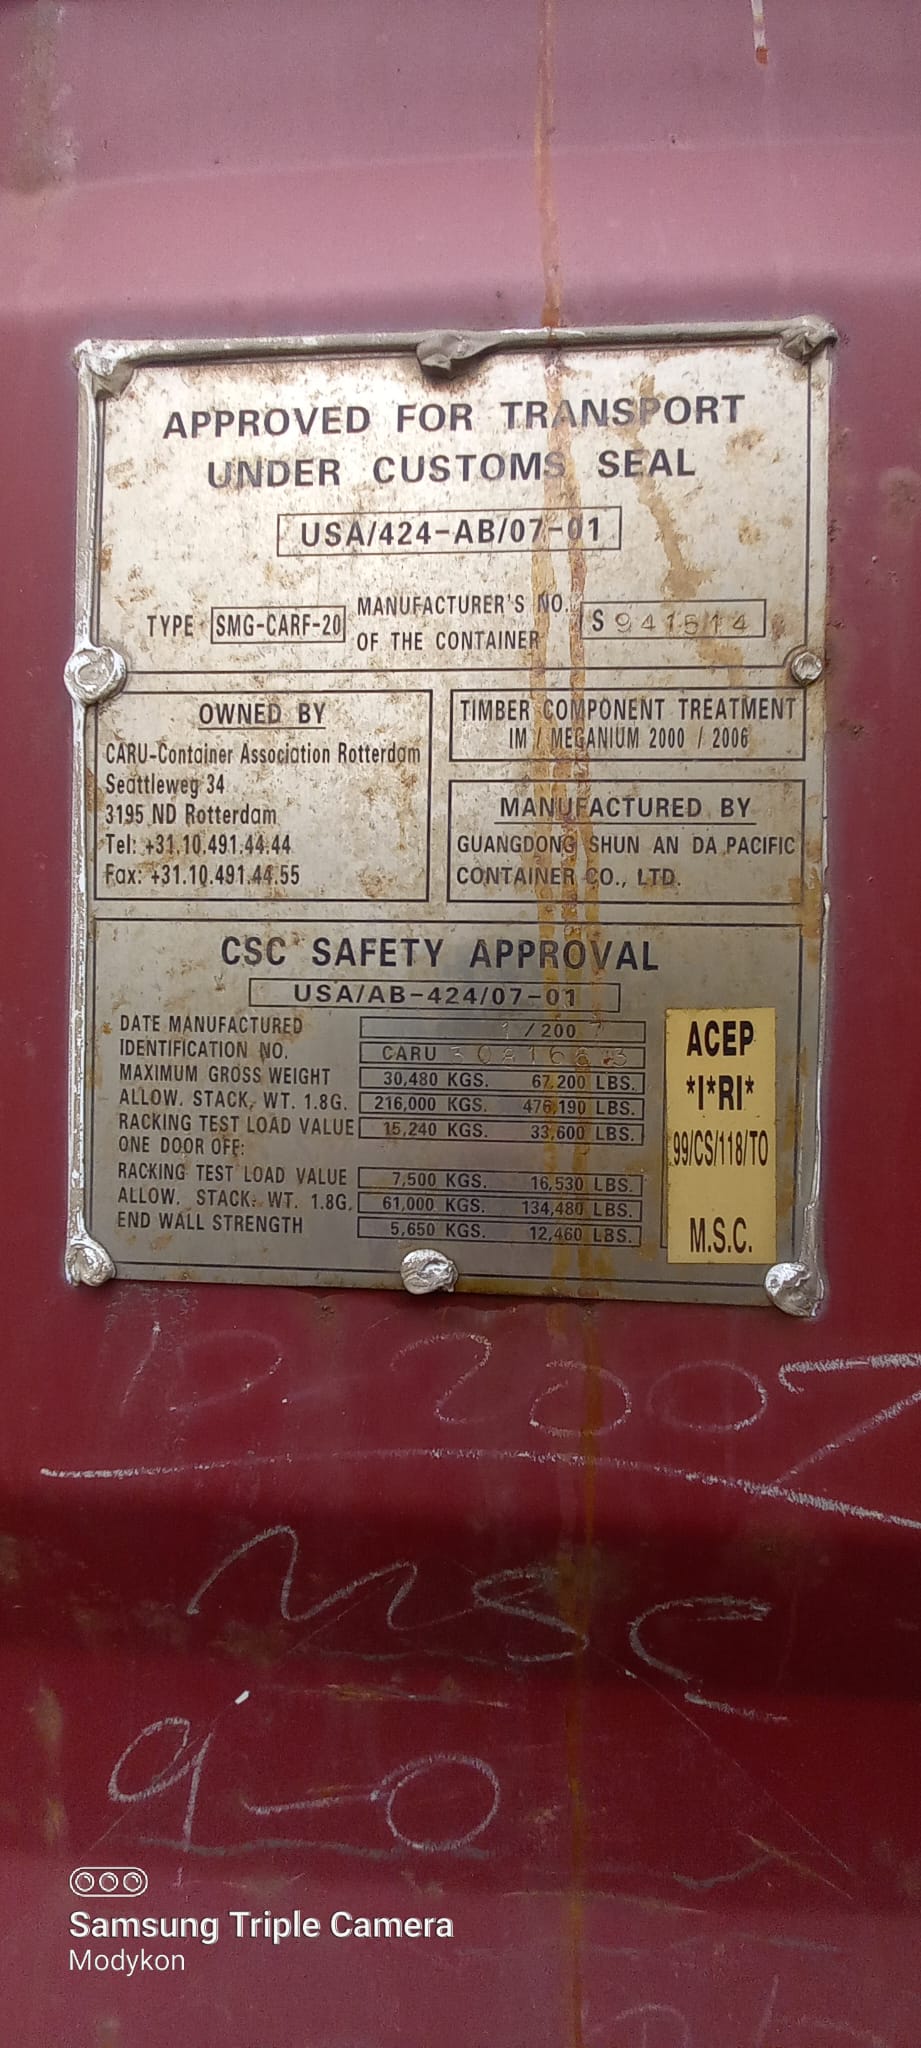 APPROVED FOR TRANSPORT
UNDER CUSTOMS SEAL
USA/424-AB/07-01
TYPE SMG-CARF-20 MANUFACTURER'S NO. OF THE CONTAINER S 941514
OWNED BY
CARU-Container Association Rotterdam
Seattleweg 34
3195 ND Rotterdam
Tel: +31.10.491.44.44
Fax: +31.10.491.44.55
TIMBER COMPONENT TREATMENT
IM / MEGANIUM 2000 / 2006
MANUFACTURED BY
GUANGDONG SHUN AN DA PACIFIC
CONTAINER CO., LTD.
CSC SAFETY APPROVAL
USA/AB-424/07-01
DATE MANUFACTURED
IDENTIFICATION NO. CARU
MAXIMUM GROSS WEIGHT 30,480 KGS. 67,200 LBS.
ALLOW. STACK, WT. 1.8G. 216,000 KGS. 476,190 LBS.
RACKING TEST LOAD VALUE 15,240 KGS. 33,600 LBS.
ONE DOOR OFF:
RACKING TEST LOAD VALUE 7,500 KGS. 16,530 LBS.
ALLOW. STACK. WT. 1.8G. 61,000 KGS. 134,480 LBS.
END WALL STRENGTH 5,650 KGS. 12,460 LBS.
ACEP
*I*RI*
99/CS/118/TO
M.S.C.
2007
MSC
Samsung Triple Camera
Modykon